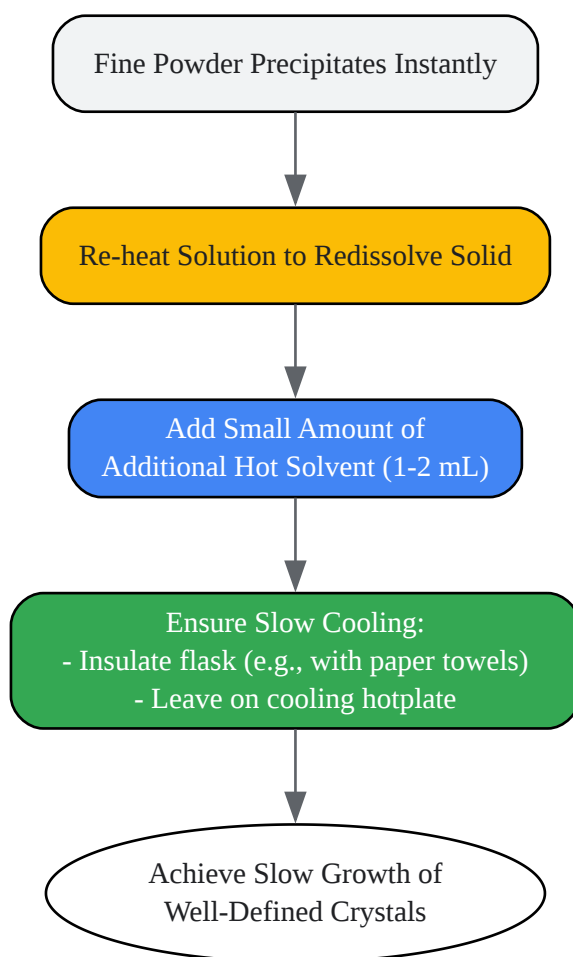 Fine Powder Precipitates Instantly
Re-heat Solution to Redissolve Solid
Add Small Amount of
Additional Hot Solvent (1-2 mL)
Ensure Slow Cooling:
- Insulate flask (e.g., with paper towels)
- Leave on cooling hotplate
Achieve Slow Growth of
Well-Defined Crystals